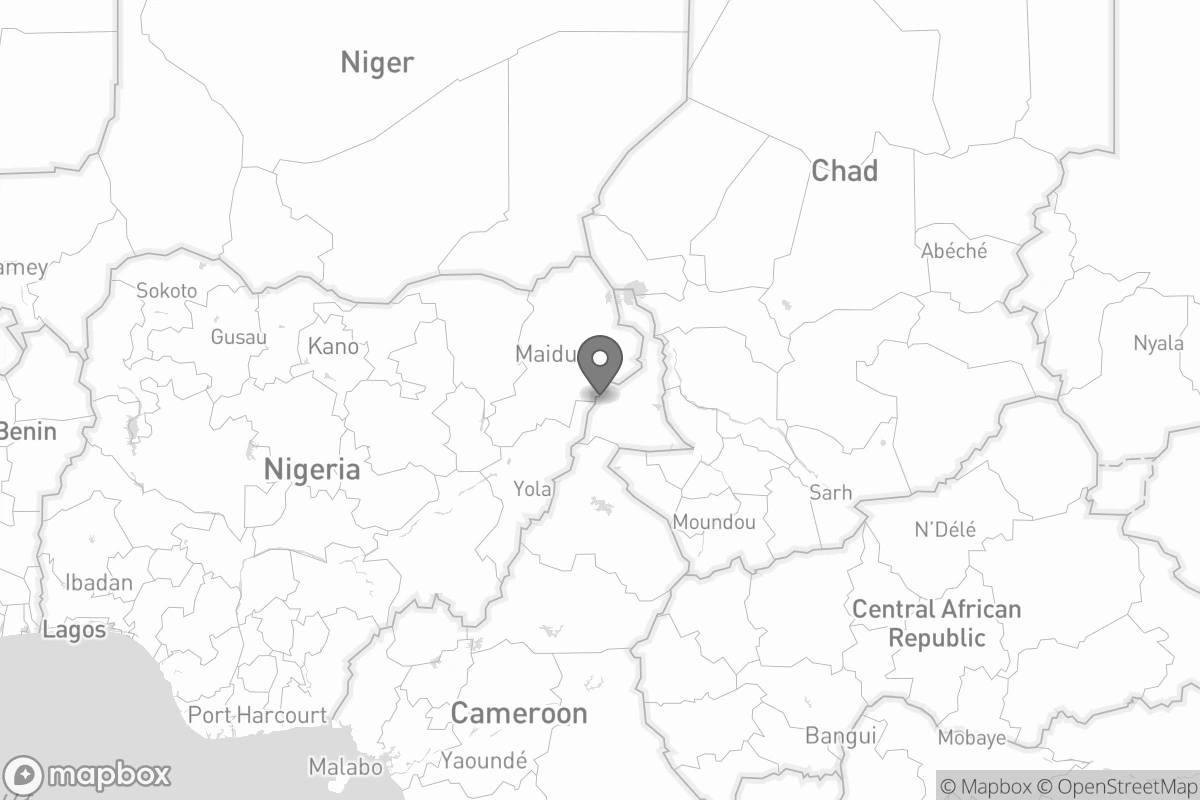 Niger
Chad
Abéché
amey
Sokoto
Gusau
Kano
Maidu
Nyala
Benin
Nigeria
Yola
Sarh
Moundou
N'Délé
Ibadan
Central African
Republic
Lagos
Port Harcourt
Cameroon
Bangui
Mobaye
Yaoundé
Malabo
mapbox
© Mapbox © OpenStreetMap